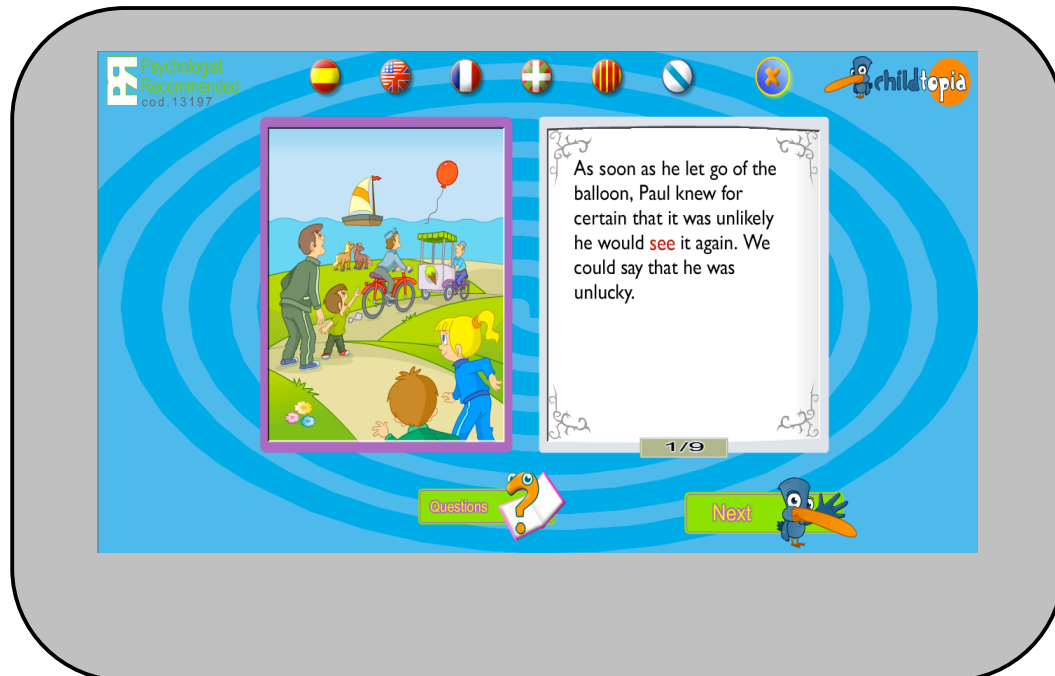 Psychologist
Recommended
cod.13197
childtopia
As soon as he let go of the
balloon, Paul knew for
certain that it was unlikely
he would see it again. We
could say that he was
unlucky.
1/9
Questions
Next